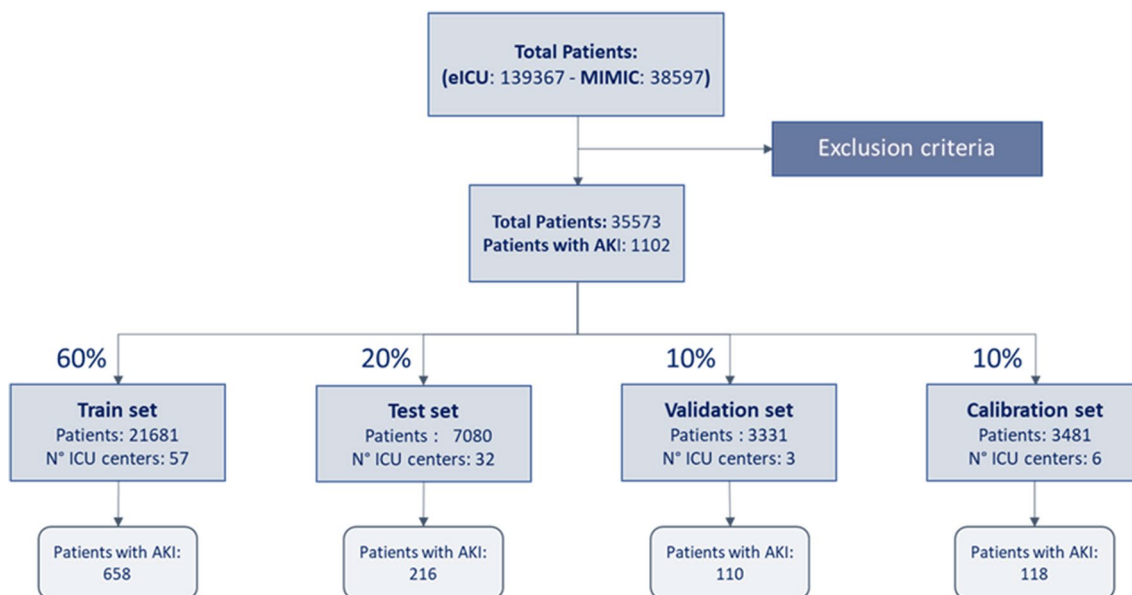 Total Patients:
(eICU: 139367 - MIMIC: 38597)
Exclusion criteria
Total Patients: 35573
Patients with AKI: 1102
60%
20%
10%
10%
Train set
Patients: 21681
N° ICU centers: 57
Test set
Patients : 7080
N° ICU centers: 32
Validation set
Patients : 3331
N° ICU centers: 3
Calibration set
Patients: 3481
N° ICU centers: 6
Patients with AKI:
658
Patients with AKI:
216
Patients with AKI:
110
Patients with AKI:
118